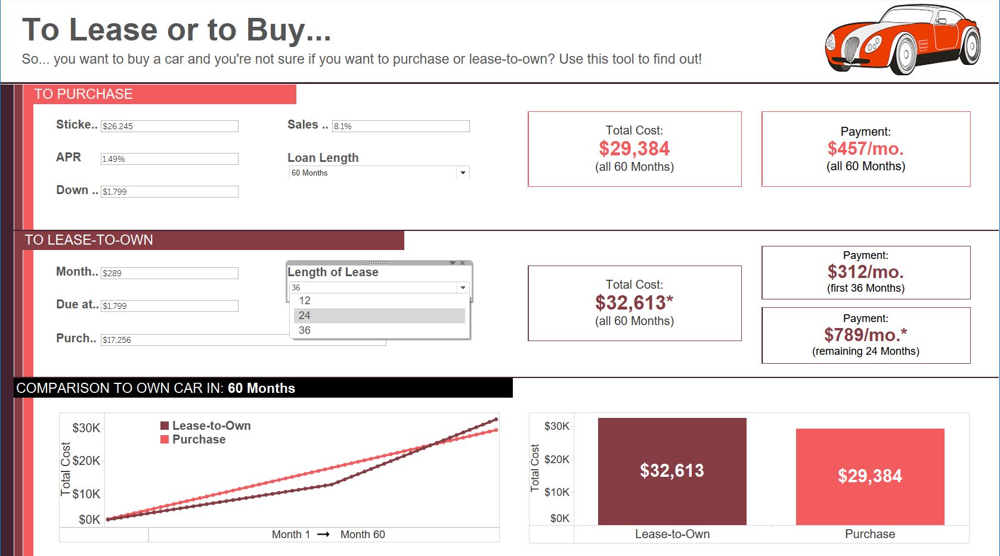 To Lease or to Buy...
So... you want to buy a car and you're not sure if you want to purchase or lease-to-own? Use this tool to find out!
TO PURCHASE
Sticke.. $26,245
Sales .. 8.1%
APR 1.49%
Loan Length
60 Months
Down .. $1,799
Total Cost:
$29,384
(all 60 Months)
Payment:
$457/mo.
(all 60 Months)
TO LEASE-TO-OWN
Month.. $289
Length of Lease
36
12
24
36
Due at.. $1,799
Purch.. $17,256
Total Cost:
$32,613*
(all 60 Months)
Payment:
$312/mo.
(first 36 Months)
Payment:
$789/mo.*
(remaining 24 Months)
COMPARISON TO OWN CAR IN: 60 Months
Total Cost
$30K
$20K
$10K
$0K
Lease-to-Own
Purchase
Month 1 → Month 60
Total Cost
$30K
$20K
$10K
$0K
$32,613
$29,384
Lease-to-Own
Purchase